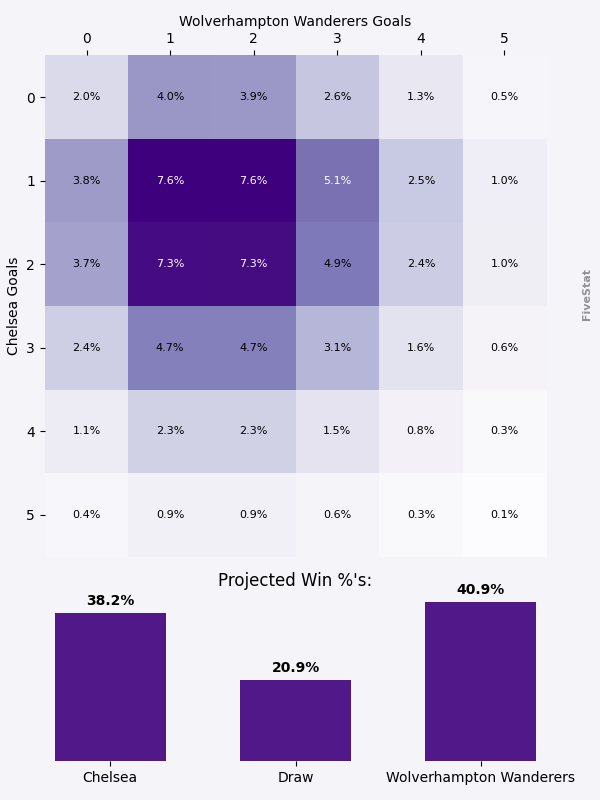 Wolverhampton Wanderers Goals
0 1 2 3 4 5
0 2.0% 4.0% 3.9% 2.6% 1.3% 0.5%
1 3.8% 7.6% 7.6% 5.1% 2.5% 1.0%
2 3.7% 7.3% 7.3% 4.9% 2.4% 1.0%
3 2.4% 4.7% 4.7% 3.1% 1.6% 0.6%
4 1.1% 2.3% 2.3% 1.5% 0.8% 0.3%
5 0.4% 0.9% 0.9% 0.6% 0.3% 0.1%
Chelsea Goals
FiveStat
Projected Win %'s:
38.2% 20.9% 40.9%
Chelsea Draw Wolverhampton Wanderers